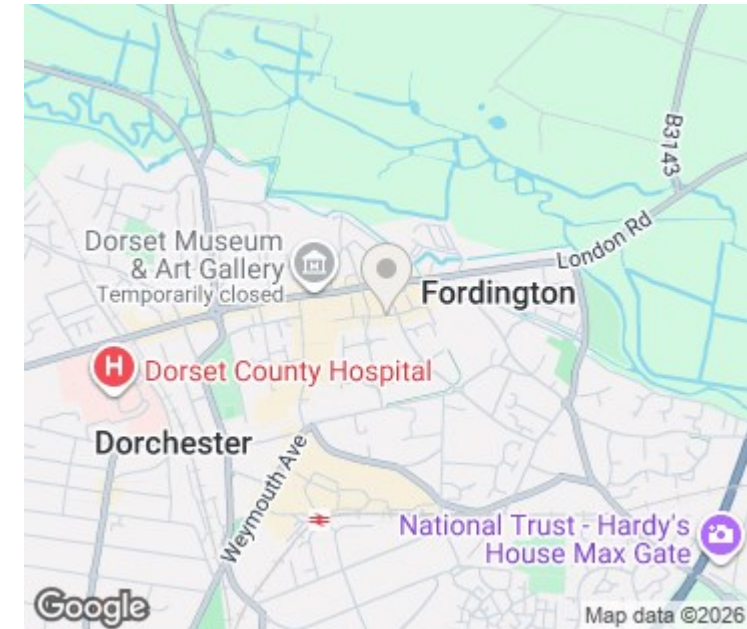 B3143
London Rd
Dorset Museum
& Art Gallery
Temporarily closed
Fordington
H
Dorset County Hospital
Dorchester
Weymouth Ave
National Trust - Hardy's
House Max Gate
Google
Map data ©2026